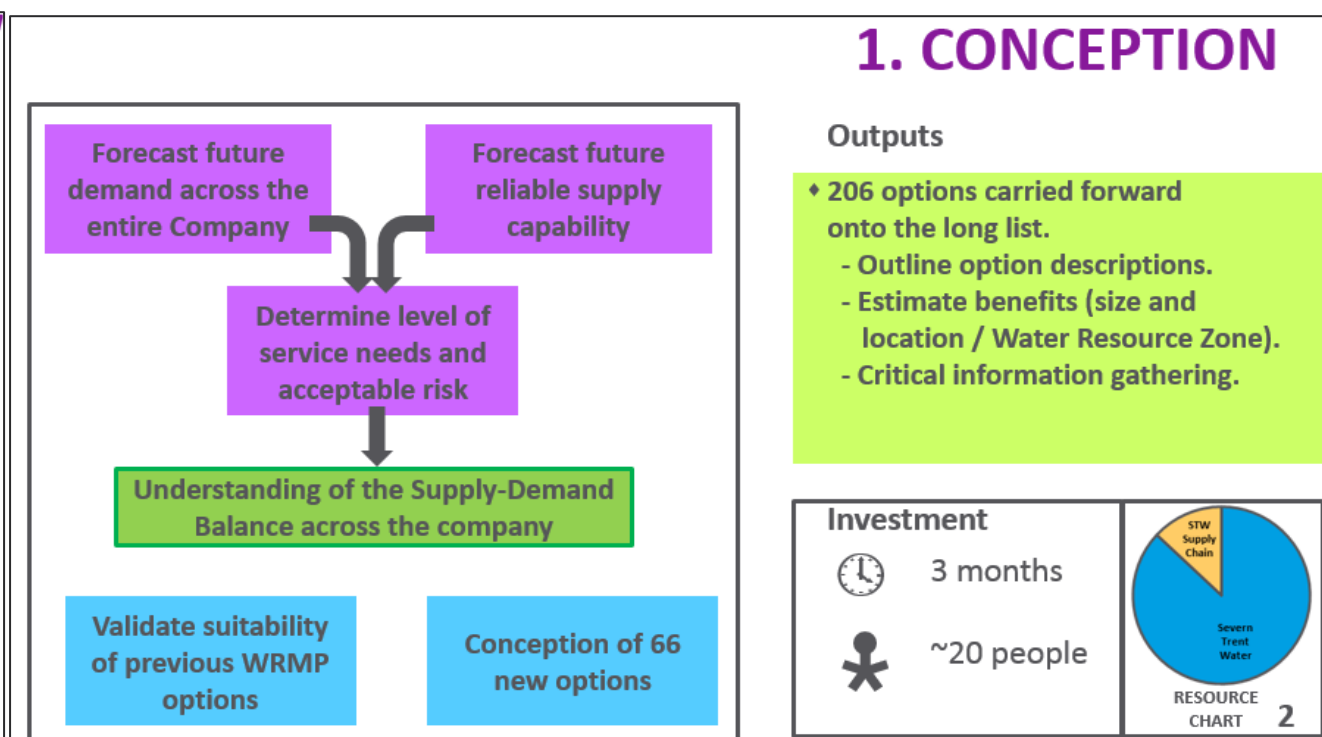 1. CONCEPTION
Forecast future
demand across the
entire Company
Forecast future
reliable supply
capability
Determine level of
service needs and
acceptable risk
Understanding of the Supply-Demand
Balance across the company
Validate suitability
of previous WRMP
options
Conception of 66
new options
Outputs
♦ 206 options carried forward
onto the long list.
- Outline option descriptions.
- Estimate benefits (size and
location / Water Resource Zone).
- Critical information gathering.
Investment
3 months
~20 people
STW
Supply
Chain
Severn
Trent
Water
RESOURCE
CHART
2